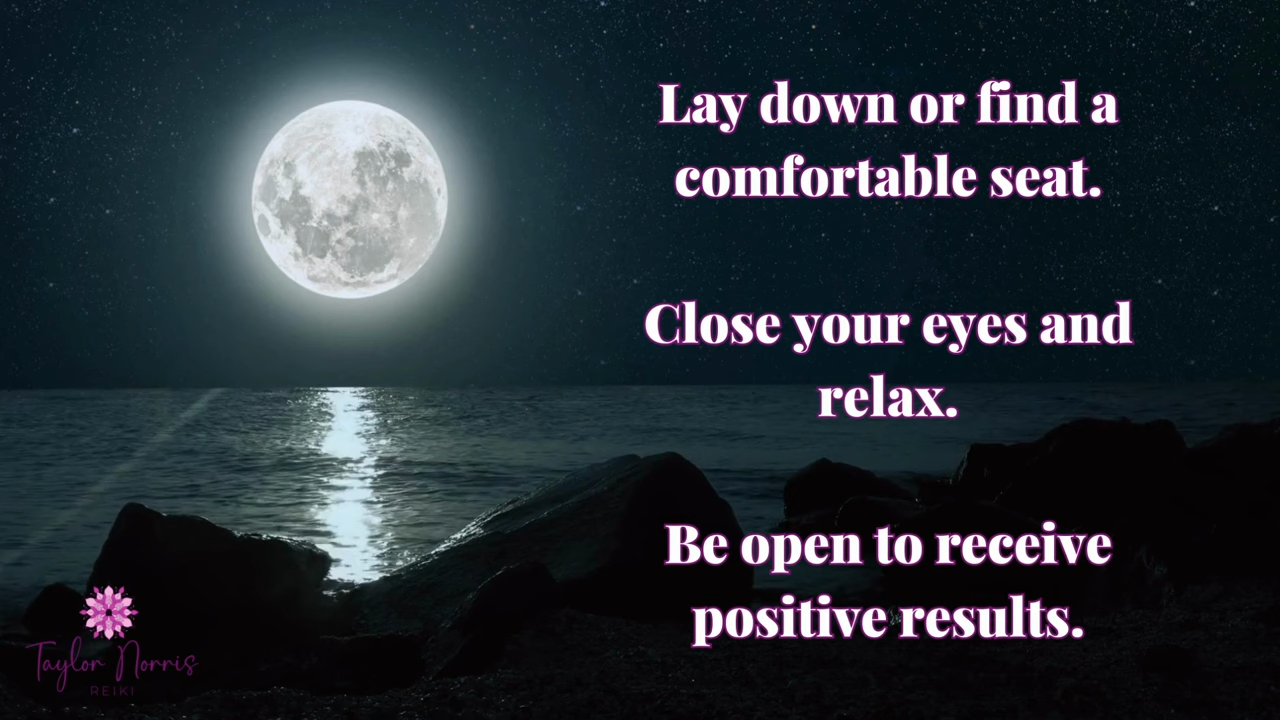 Lay down or find a
comfortable seat.
Close your eyes and
relax.
Be open to receive
positive results.
Taylor Norris
REIKI